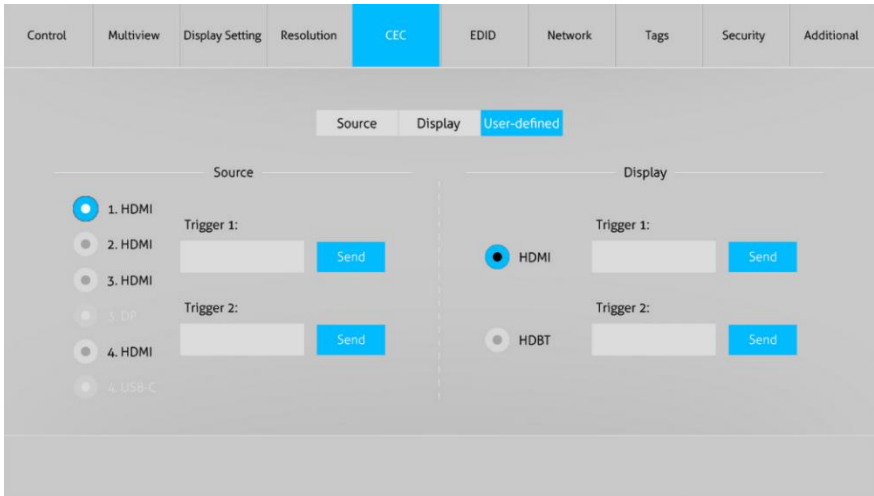 Control Multiview Display Setting Resolution CEC EDID Network Tags Security Additional
Source Display User-defined
Source
1. HDMI
2. HDMI
3. HDMI
3. DP
4. HDMI
4. USB-C
Trigger 1:
Send
Trigger 2:
Send
Display
HDMI
HDBT
Trigger 1:
Send
Trigger 2:
Send